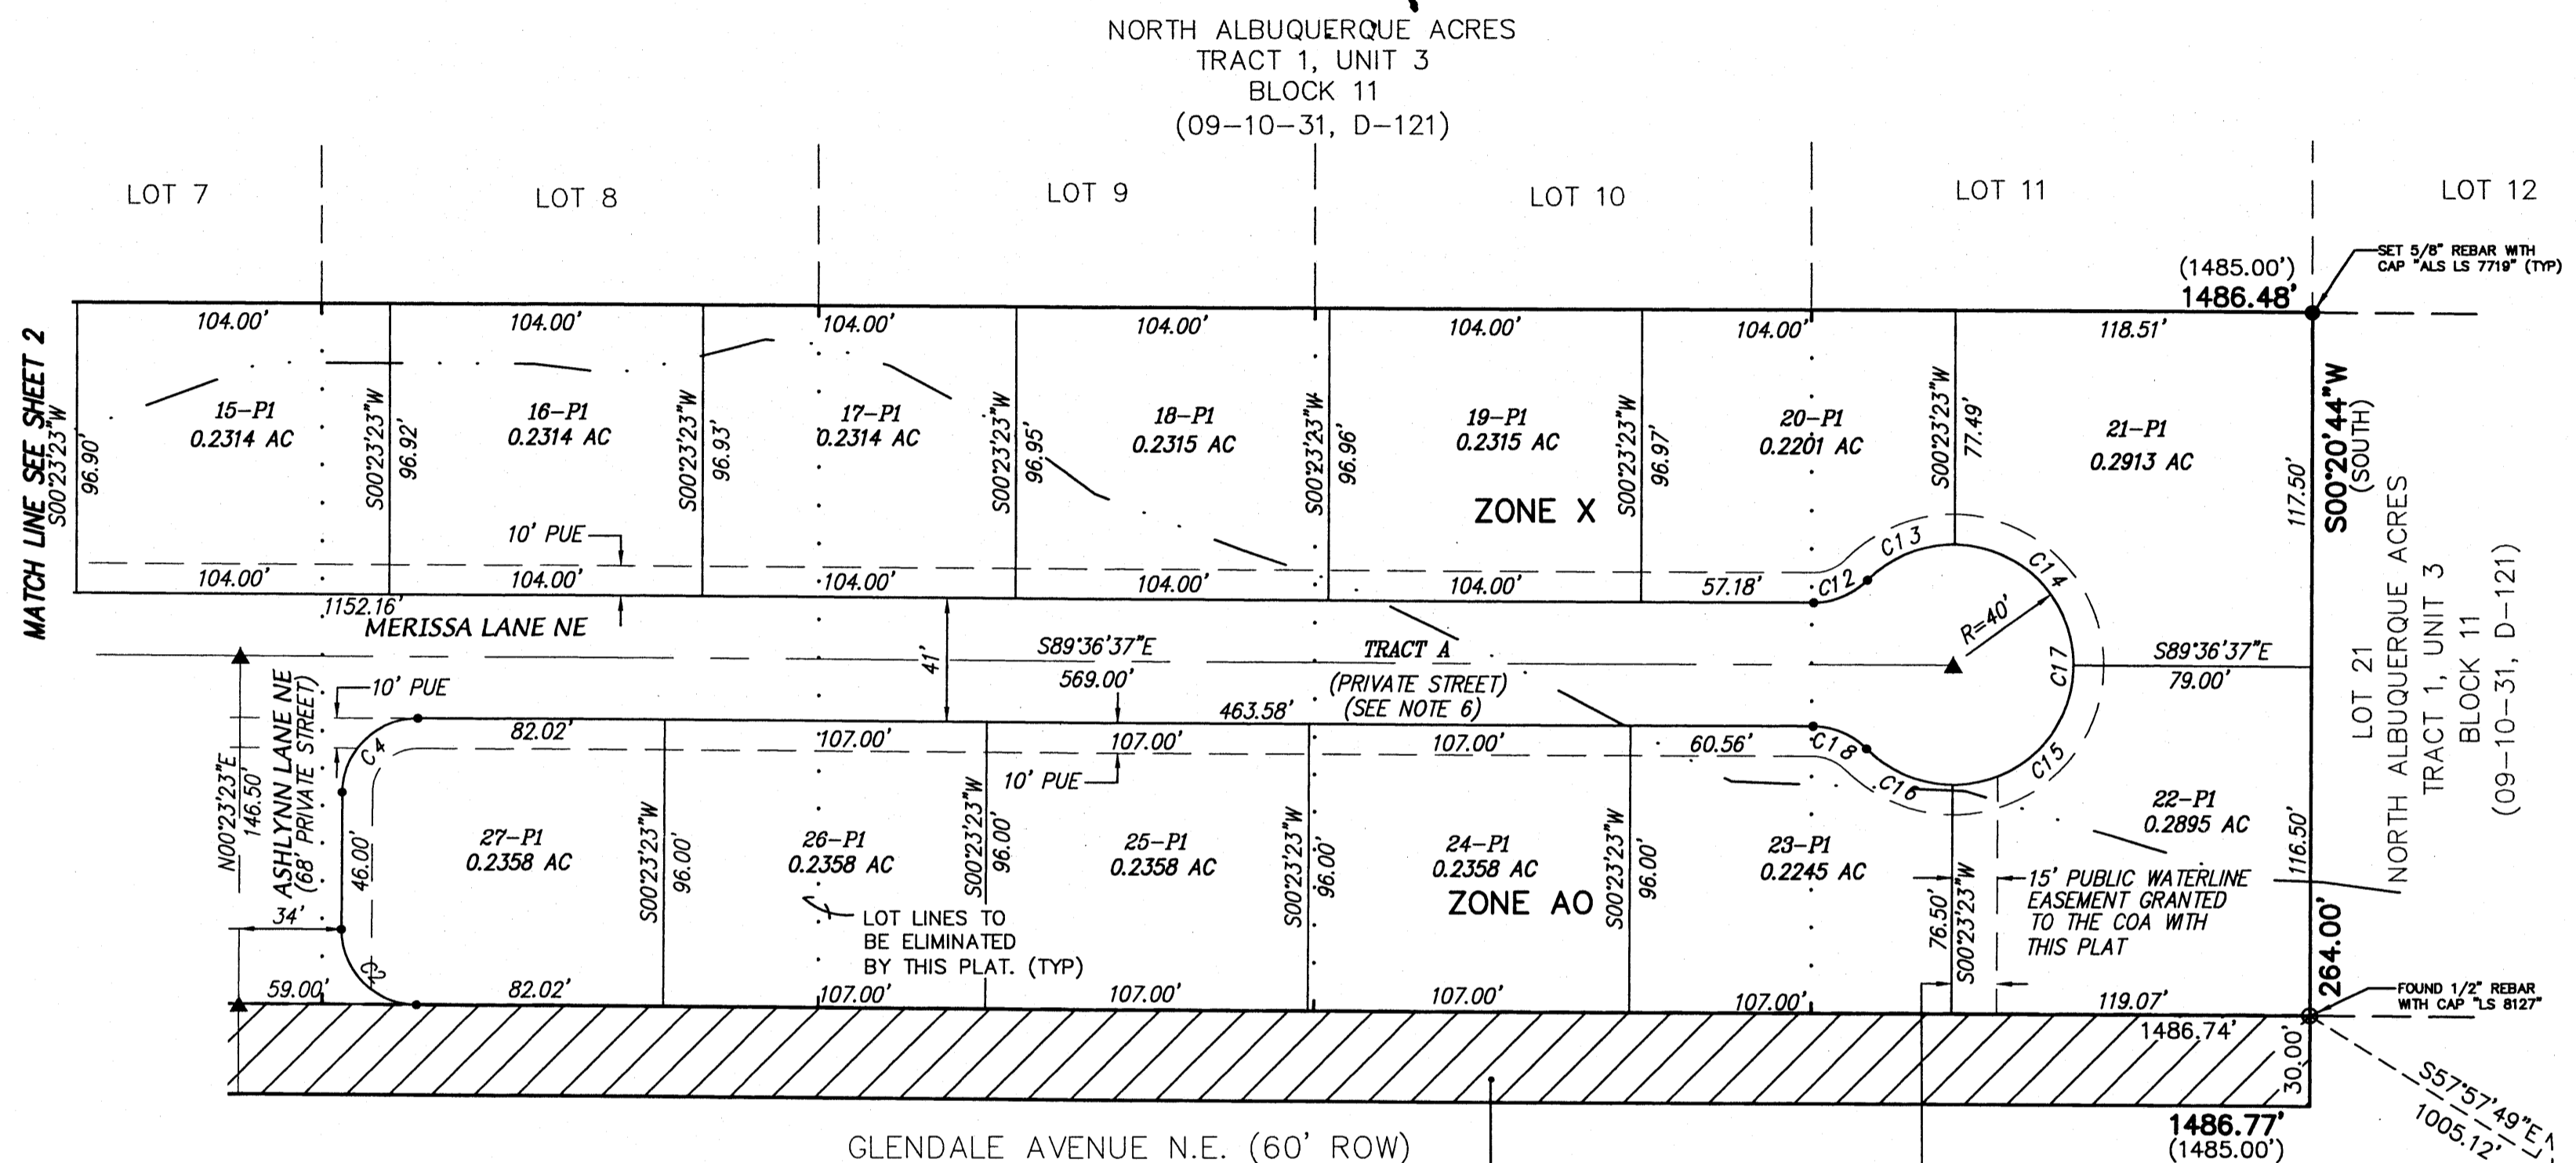 NORTH ALBUQUERQUE ACRES
TRACT 1, UNIT 3
BLOCK 11
(09-10-31, D-121)
LOT 7
LOT 8
LOT 9
LOT 10
LOT 11
LOT 12
SET 5/8" REBAR WITH
CAP "ALS LS 7719" (TYP)
(1485.00')
1486.48'
MATCH LINE SEE SHEET 2
104.00'
104.00'
104.00'
104.00'
104.00'
104.00'
118.51'
S00°23'23"W
96.90'
15-P1
0.2314 AC
S00°23'23"W
96.92'
16-P1
0.2314 AC
S00°23'23"W
96.93'
17-P1
0.2314 AC
S00°23'23"W
96.95'
18-P1
0.2315 AC
S00°23'23"W
96.96'
19-P1
0.2315 AC
S00°23'23"W
96.97'
20-P1
0.2201 AC
S00°23'23"W
77.49'
21-P1
0.2913 AC
117.50'
S00°20'44"W
(SOUTH)
ZONE X
10' PUE
104.00'
104.00'
104.00'
104.00'
104.00'
57.18'
C12
C13
C14
R=40'
C17
1152.16'
MERISSA LANE NE
41'
S89°36'37"E
569.00'
TRACT A
(PRIVATE STREET)
(SEE NOTE 6)
S89°36'37"E
79.00'
LOT 21
NORTH ALBUQUERQUE ACRES
TRACT 1, UNIT 3
BLOCK 11
(09-10-31, D-121)
N00°23'23"E
146.50'
ASHLYNN LANE NE
(68' PRIVATE STREET)
10' PUE
C4
463.58'
82.02'
107.00'
107.00'
107.00'
60.56'
C18
C16
C15
10' PUE
46.00'
27-P1
0.2358 AC
S00°23'23"W
96.00'
26-P1
0.2358 AC
S00°23'23"W
96.00'
25-P1
0.2358 AC
S00°23'23"W
96.00'
24-P1
0.2358 AC
S00°23'23"W
96.00'
23-P1
0.2245 AC
76.50'
S00°23'23"W
22-P1
0.2895 AC
116.50'
ZONE AO
15' PUBLIC WATERLINE
EASEMENT GRANTED
TO THE COA WITH
THIS PLAT
LOT LINES TO
BE ELIMINATED
BY THIS PLAT. (TYP)
34'
C2
264.00'
FOUND 1/2" REBAR
WITH CAP "LS 8127"
59.00'
82.02'
107.00'
107.00'
107.00'
107.00'
119.07'
1486.74'
30.00'
S57°57'49"E
1005.12'
1486.77'
(1485.00')
GLENDALE AVENUE N.E. (60' ROW)